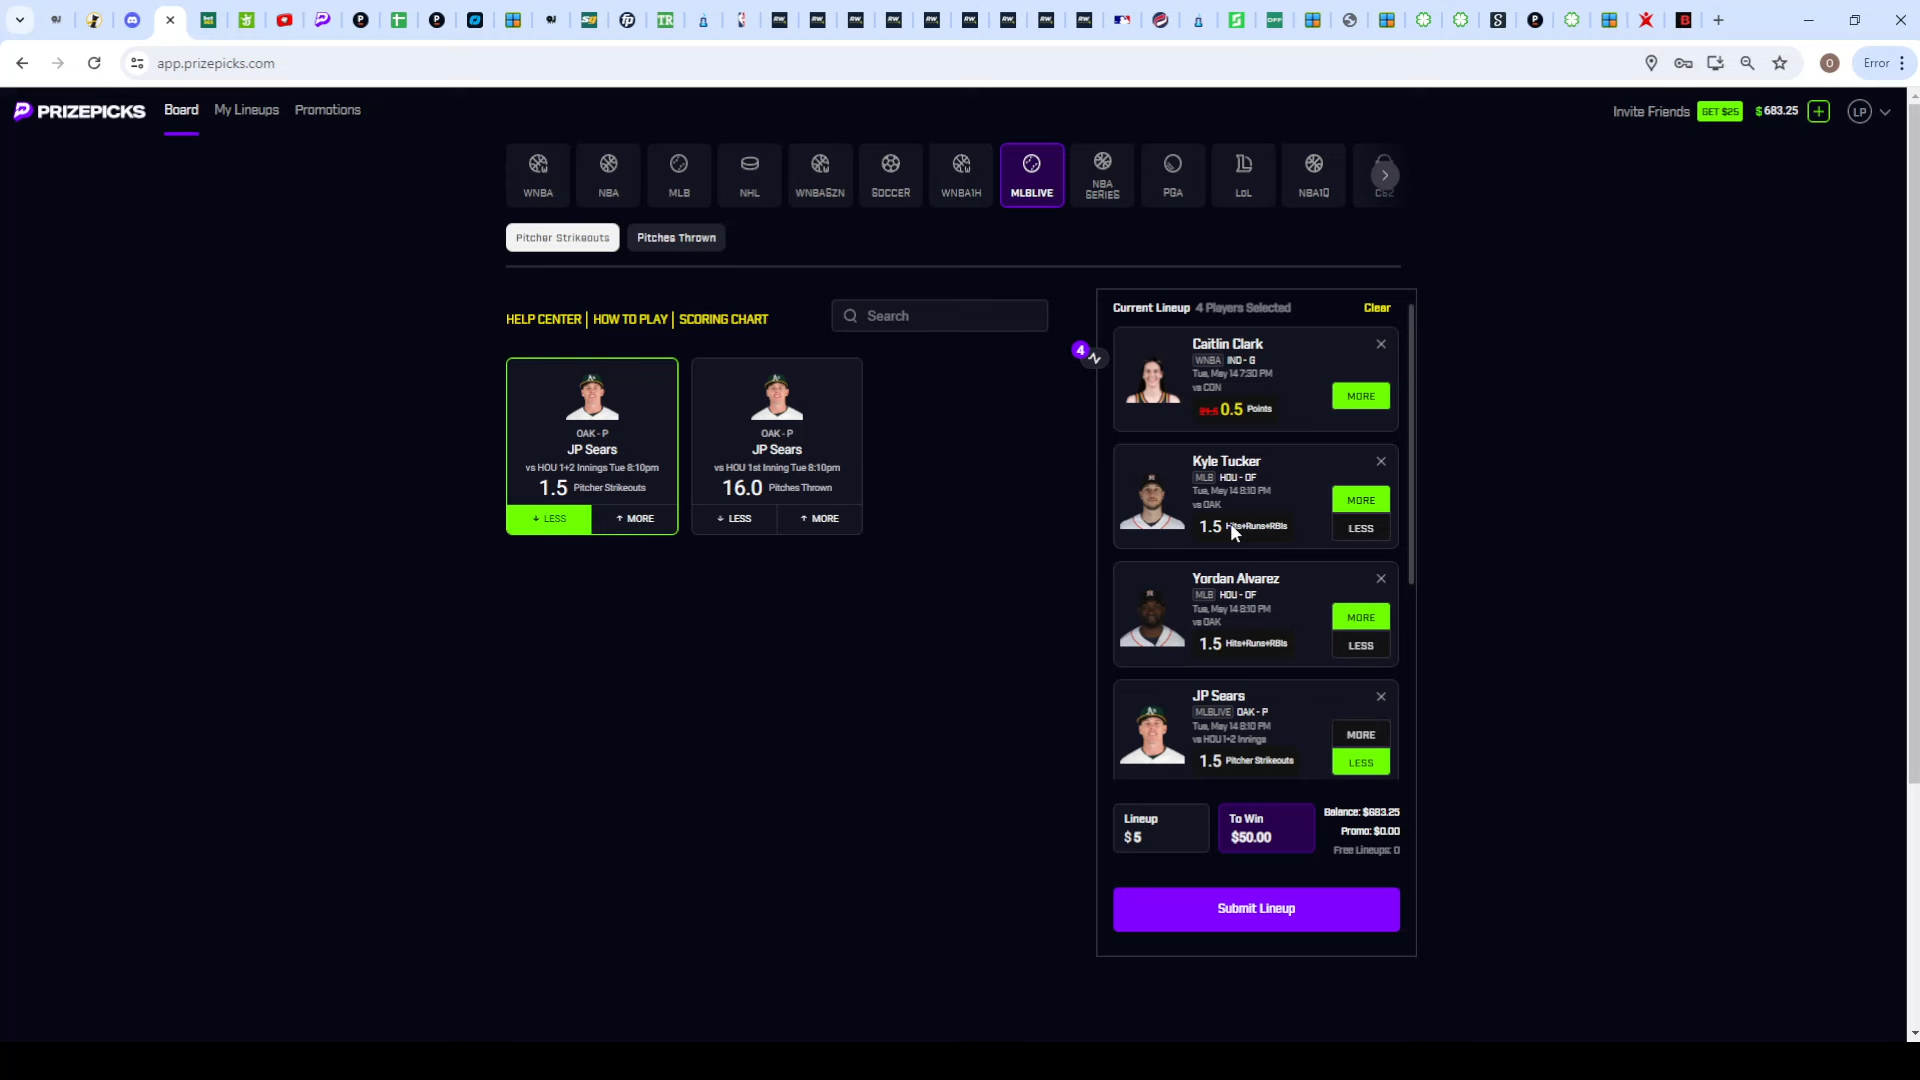 app.prizepicks.com
Error
PRIZEPICKS
Board
My Lineups
Promotions
Invite Friends
GET $25
$ 683.25
LP
WNBA
NBA
MLB
NHL
WNBASZN
SOCCER
WNBA1H
MLBLIVE
NBA SERIES
PGA
LoL
NBA1Q
CS2
Pitcher Strikeouts
Pitches Thrown
HELP CENTER | HOW TO PLAY | SCORING CHART
Search
OAK - P
JP Sears
vs HOU 1+2 Innings Tue 8:10pm
1.5 Pitcher Strikeouts
LESS
MORE
OAK - P
JP Sears
vs HOU 1st Inning Tue 8:10pm
16.0 Pitches Thrown
LESS
MORE
4
Current Lineup 4 Players Selected
Clear
Caitlin Clark
WNBA IND - G
Tue, May 14 7:30 PM
vs CON
21.5 0.5 Points
MORE
Kyle Tucker
MLB HOU - OF
Tue, May 14 8:10 PM
vs OAK
1.5 Hits+Runs+RBIs
MORE
LESS
Yordan Alvarez
MLB HOU - OF
Tue, May 14 8:10 PM
vs OAK
1.5 Hits+Runs+RBIs
MORE
LESS
JP Sears
MLBLIVE OAK - P
Tue, May 14 8:10 PM
vs HOU 1+2 Innings
1.5 Pitcher Strikeouts
MORE
LESS
Lineup
$ 5
To Win
$50.00
Balance: $683.25
Promo: $0.00
Free Lineups: 0
Submit Lineup